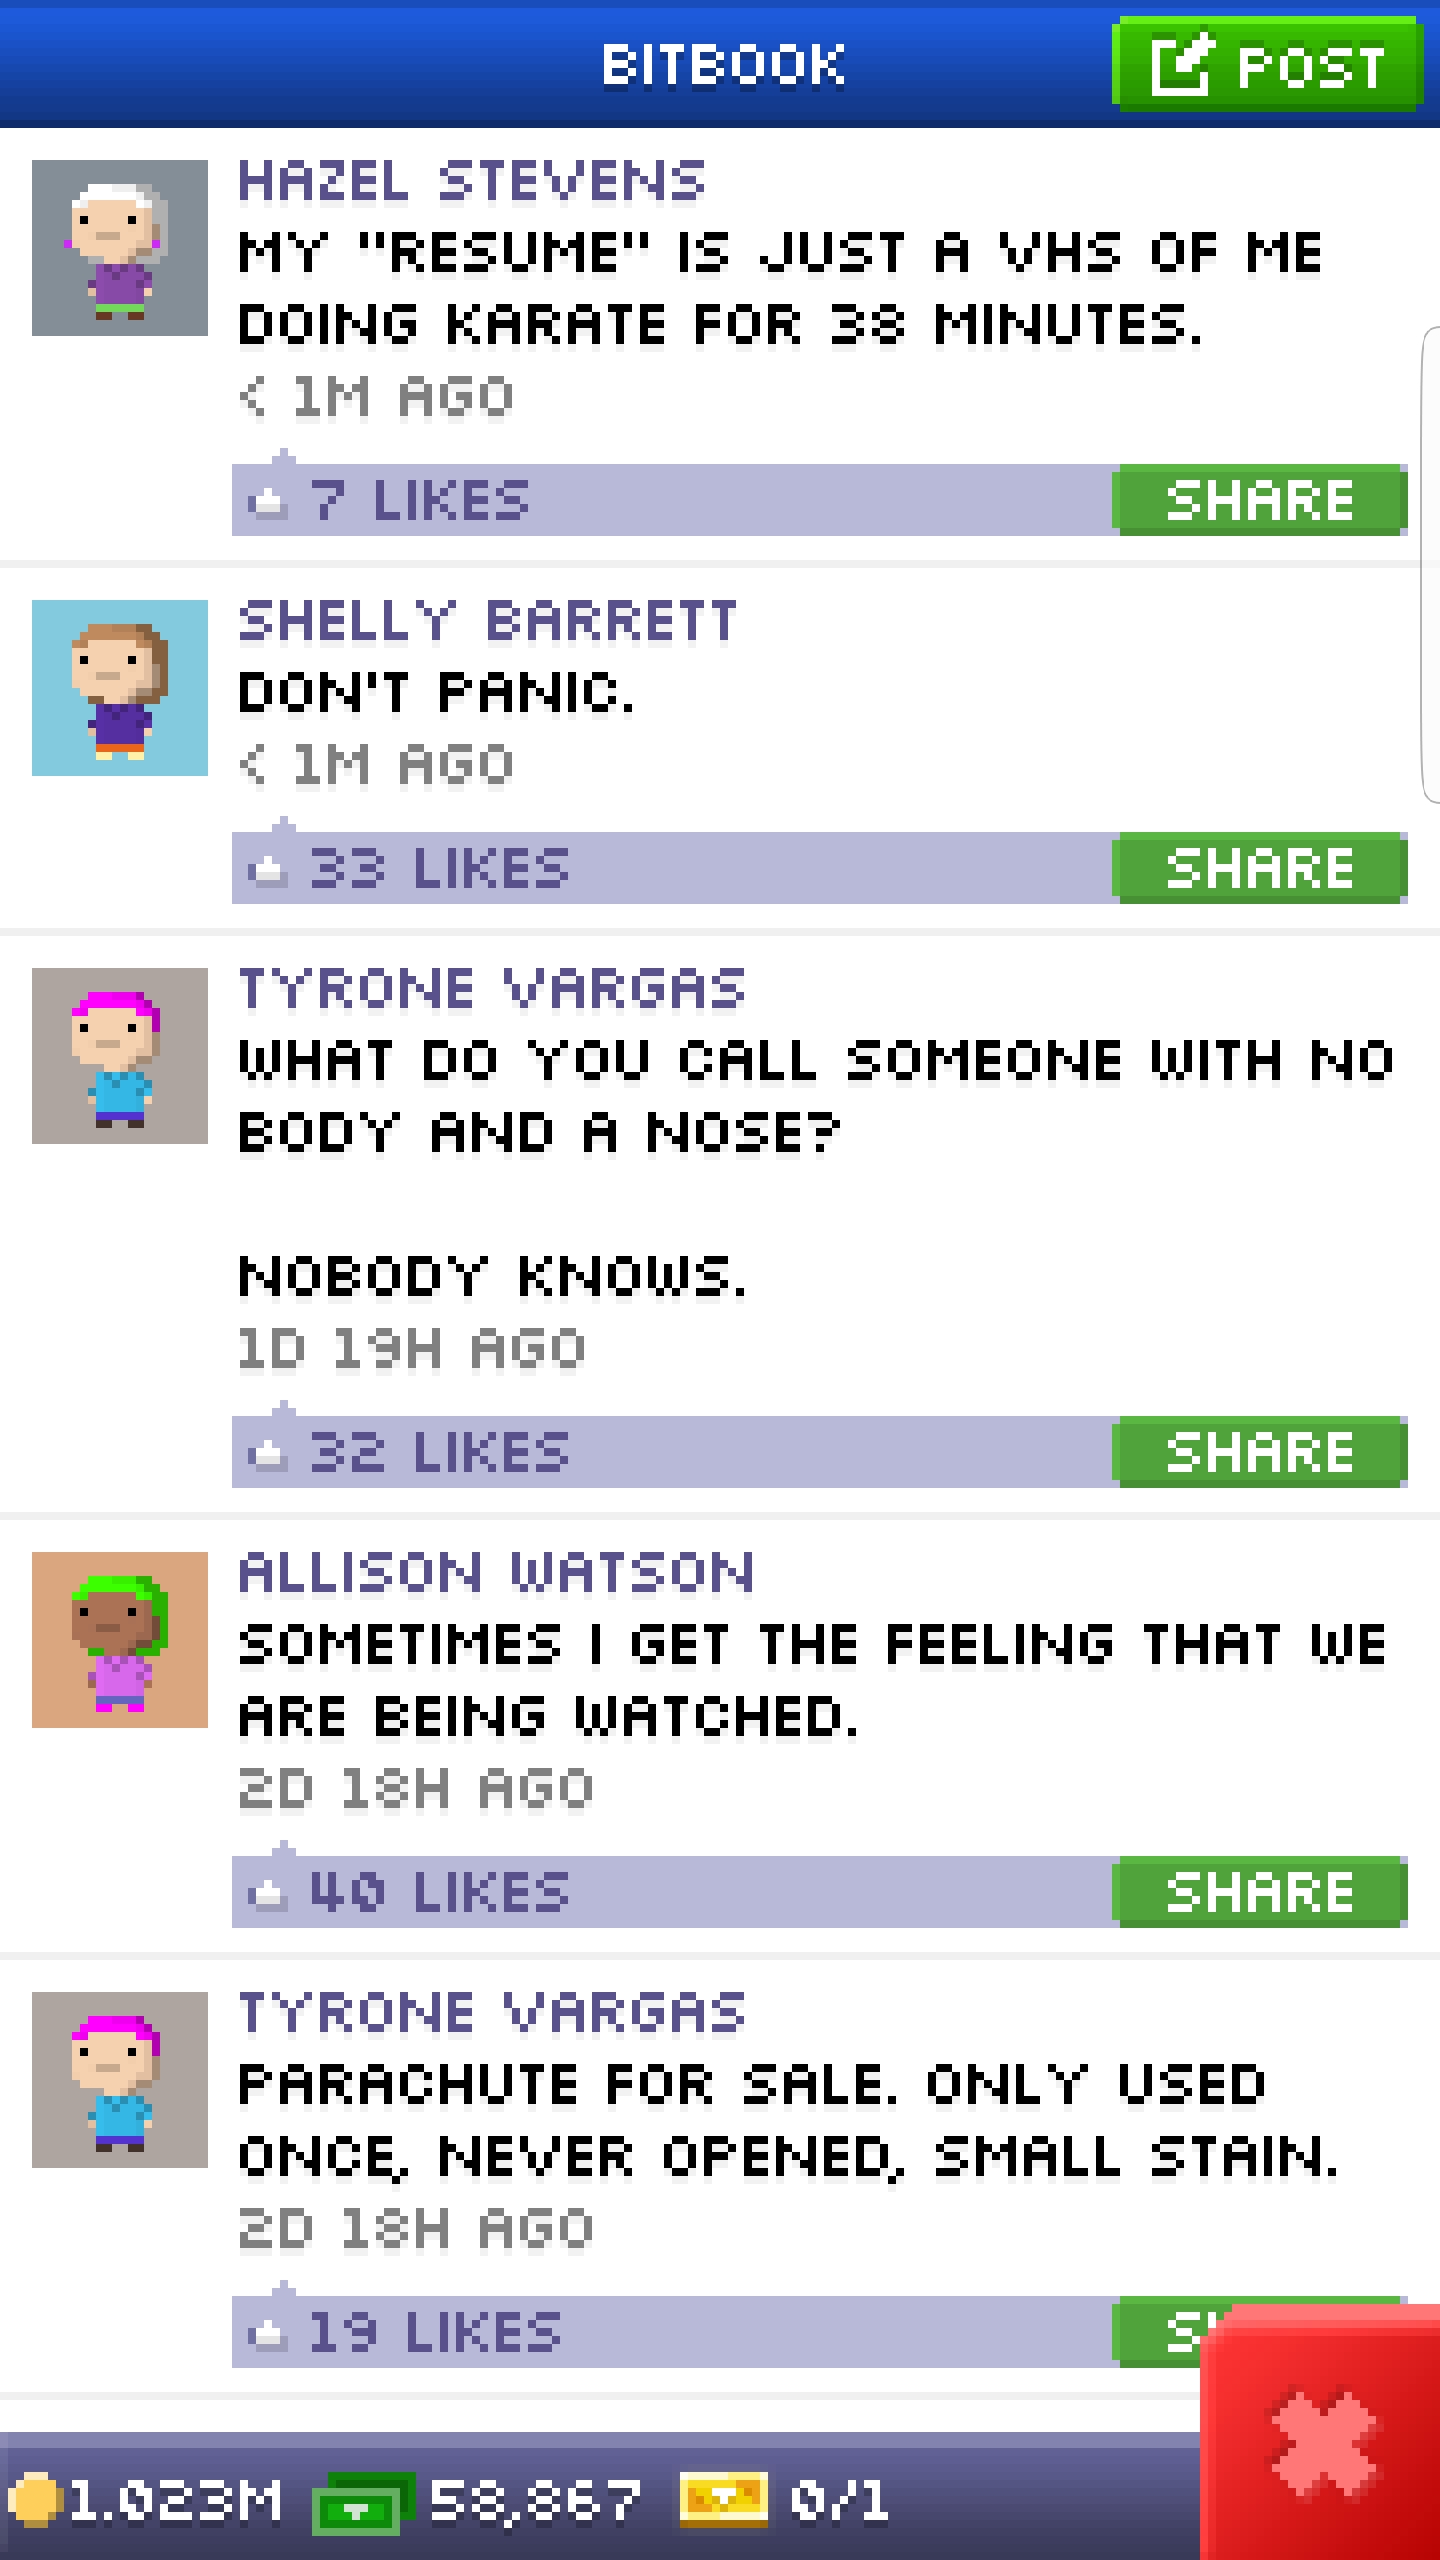 BITBOOK
POST
HAZEL STEVENS
MY "RESUME" IS JUST A VHS OF ME
DOING KARATE FOR 38 MINUTES.
< 1M AGO
7 LIKES
SHARE
SHELLY BARRETT
DON'T PANIC.
< 1M AGO
33 LIKES
SHARE
TYRONE VARGAS
WHAT DO YOU CALL SOMEONE WITH NO
BODY AND A NOSE?
NOBODY KNOWS.
1D 19H AGO
32 LIKES
SHARE
ALLISON WATSON
SOMETIMES I GET THE FEELING THAT WE
ARE BEING WATCHED.
2D 18H AGO
40 LIKES
SHARE
TYRONE VARGAS
PARACHUTE FOR SALE. ONLY USED
ONCE, NEVER OPENED, SMALL STAIN.
2D 18H AGO
19 LIKES
1.023M
58,867
0/1